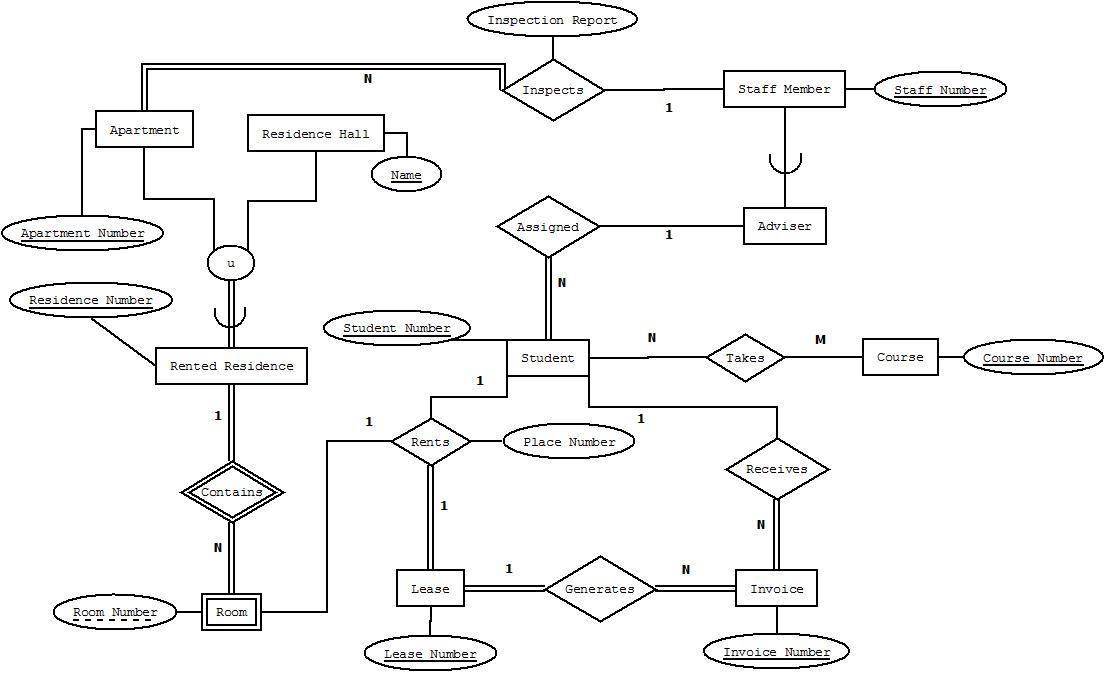 Inspection Report
N
Inspects
Staff Member
Staff Number
1
Apartment
Residence Hall
Name
Apartment Number
Assigned
1
Adviser
u
N
Residence Number
Student Number
N
M
Student
Takes
Course
Course Number
Rented Residence
1
1
1
1
Rents
Place Number
Receives
Contains
1
N
N
1
N
Lease
Generates
Invoice
Room Number
Room
Lease Number
Invoice Number